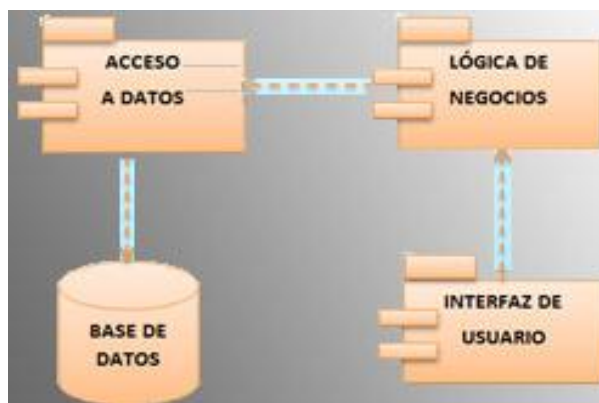 ACCESO
A DATOS
LÓGICA DE
NEGOCIOS
BASE DE
DATOS
INTERFAZ DE
USUARIO